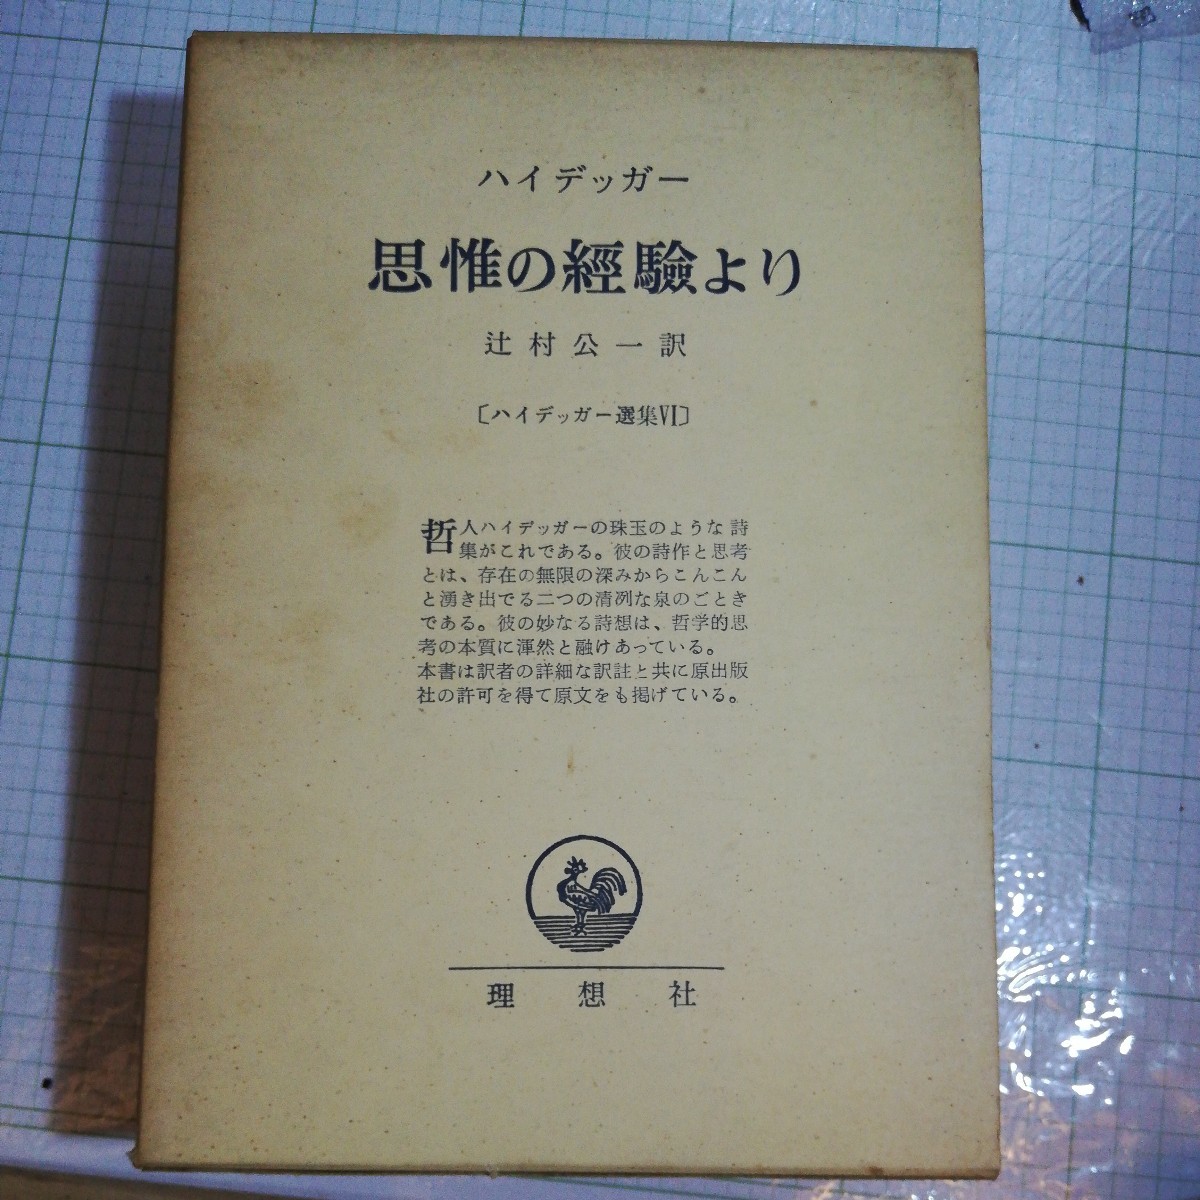 ハイデッガー
思惟の經驗より
辻村公一訳
〔ハイデッガー選集VI〕
哲人ハイデッガーの珠玉のような詩
集がこれである。彼の詩作と思考
とは、存在の無限の深みからこんこん
と湧き出でる二つの清冽な泉のごとき
である。彼の妙なる詩想は、哲学的思
考の本質に渾然と融けあっている。
本書は訳者の詳細な訳註と共に原出版
社の許可を得て原文をも掲げている。
理想社